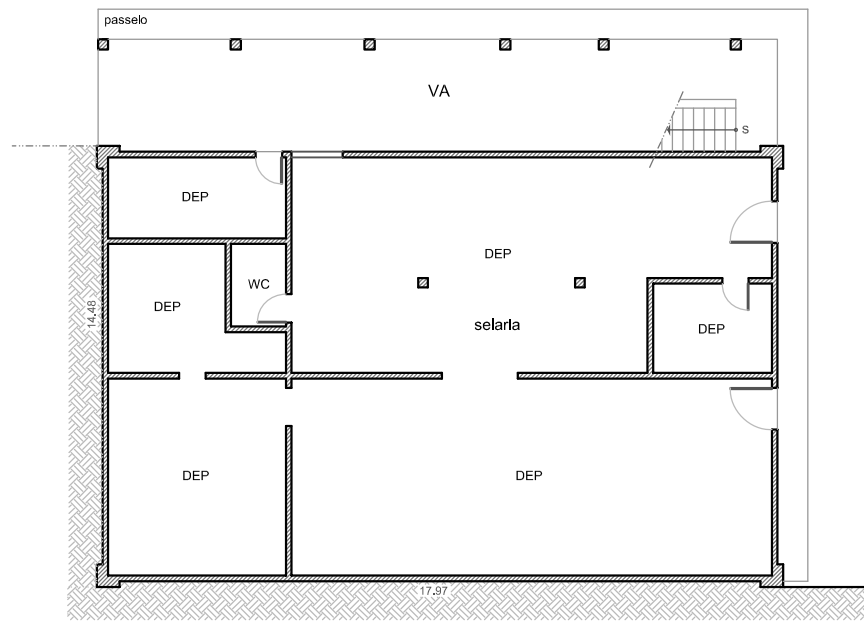 passelo
VA
S
DEP
DEP
WC
DEP
14.48
selarla
DEP
DEP
DEP
17.97